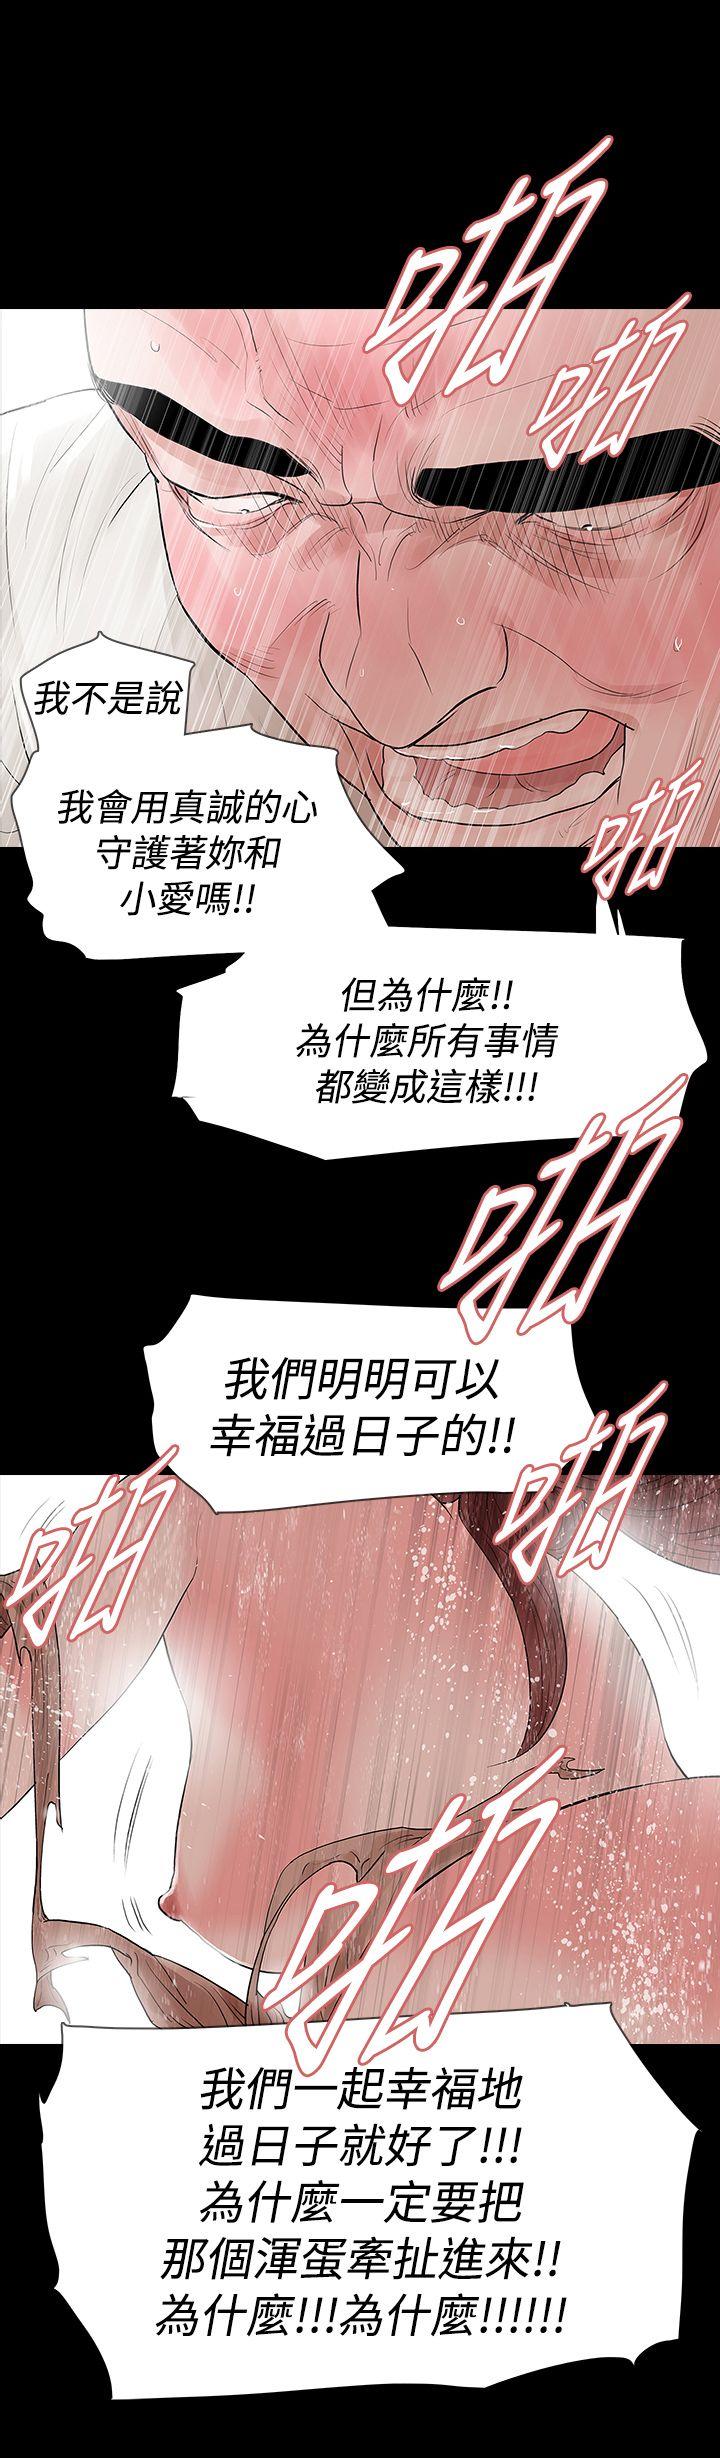 啪
啪
我不是說
我會用真誠的心
守護著妳和
小愛嗎!!
啪
但為什麼!!
為什麼所有事情
都變成這樣!!!
啪
我們明明可以
幸福過日子的!!
啪
啪
啪
我們一起幸福地
過日子就好了!!!
為什麼一定要把
那個渾蛋牽扯進來!!
為什麼!!!為什麼!!!!!!